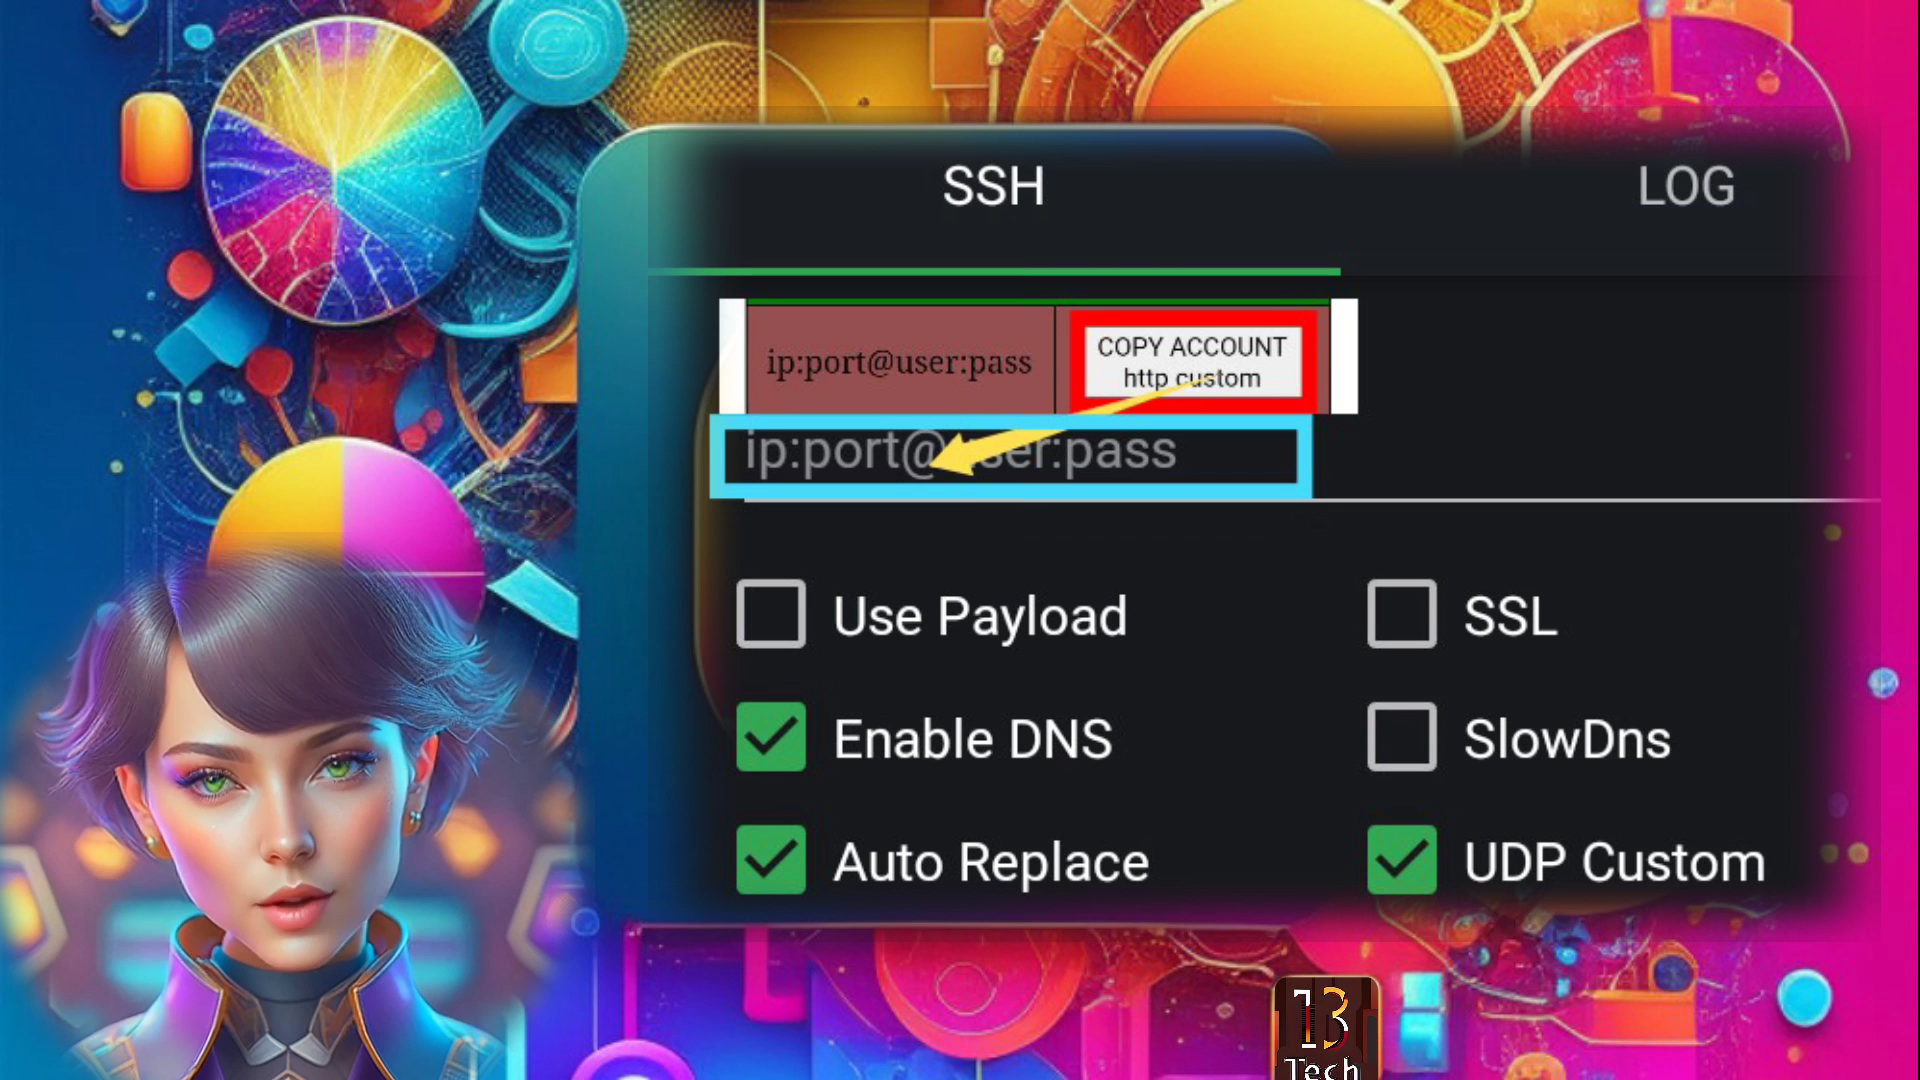 SSH
LOG
ip:port@user:pass
COPY ACCOUNT
http custom
ip:port@user:pass
Use Payload
SSL
Enable DNS
SlowDns
Auto Replace
UDP Custom
13
Tech